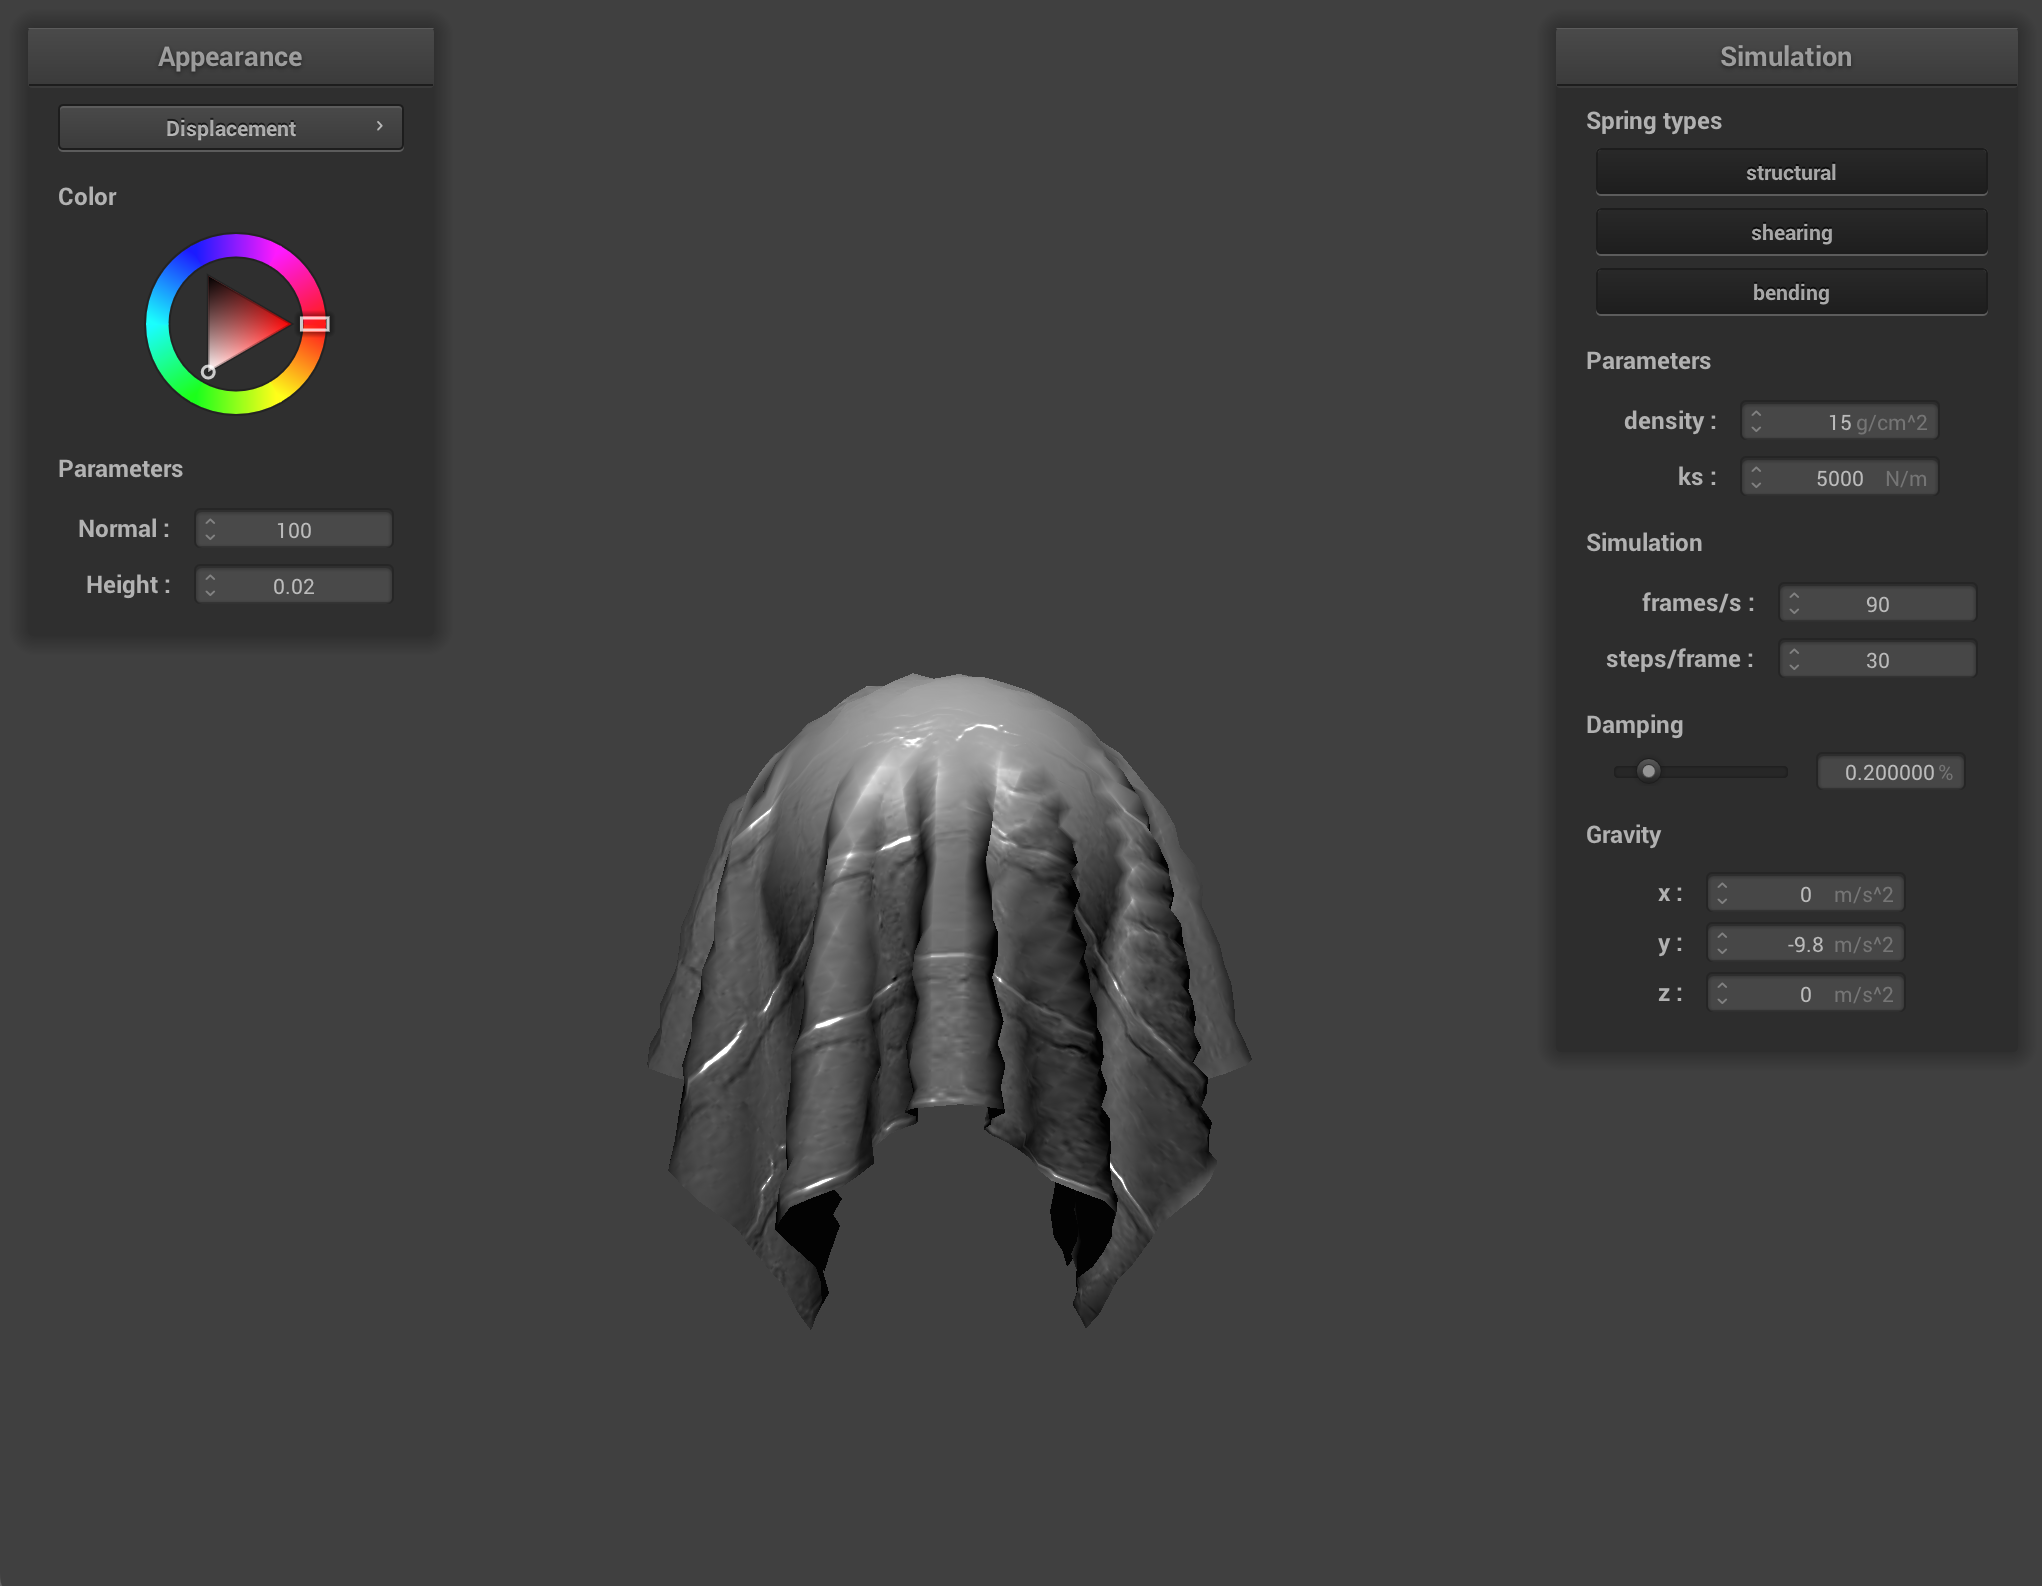 Appearance
Displacement
Color
Parameters
Normal : 100
Height : 0.02
Simulation
Spring types
structural
shearing
bending
Parameters
density : 15 g/cm^2
ks : 5000 N/m
Simulation
frames/s : 90
steps/frame : 30
Damping
0.200000 %
Gravity
x : 0 m/s^2
y : -9.8 m/s^2
z : 0 m/s^2